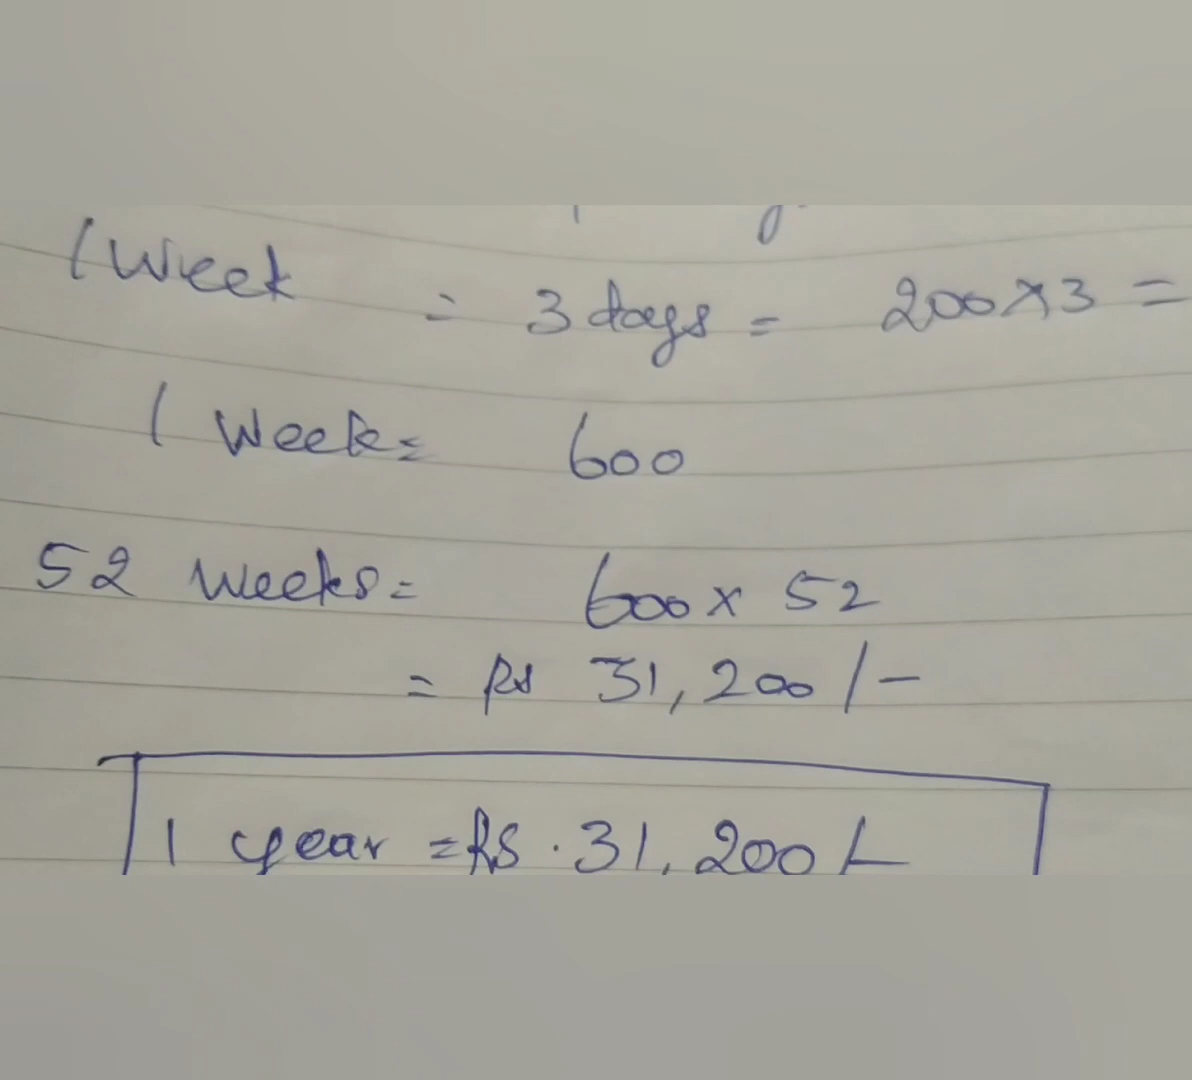 1 Week = 3 days = 200 x 3 =
1 Week = 600
52 weeks = 600 x 52
= Rs 31,200/-
1 year = Rs. 31,200/-